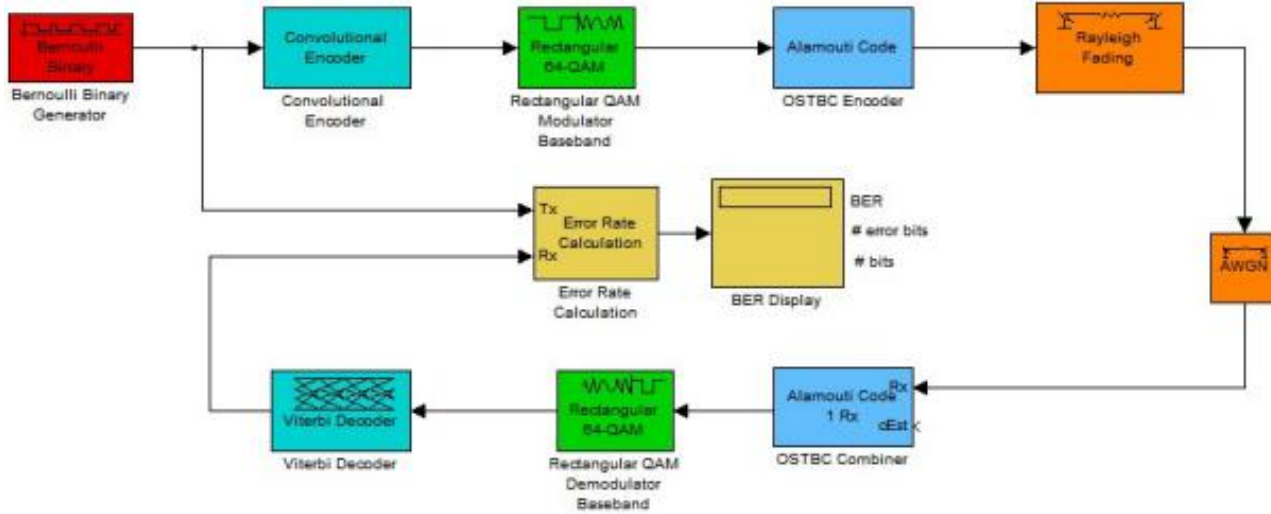 Bernoulli
Binary
Bernoulli Binary
Generator
Convolutional
Encoder
Convolutional
Encoder
Rectangular
64-QAM
Rectangular QAM
Modulator
Baseband
Alamouti Code
OSTBC Encoder
Rayleigh
Fading
Tx
Rx
Error Rate
Calculation
Error Rate
Calculation
BER
# error bits
# bits
BER Display
AWGN
Viterbi Decoder
Viterbi Decoder
Rectangular
64-QAM
Rectangular QAM
Demodulator
Baseband
Alamouti Code
1 Rx
Rx
cEst
OSTBC Combiner